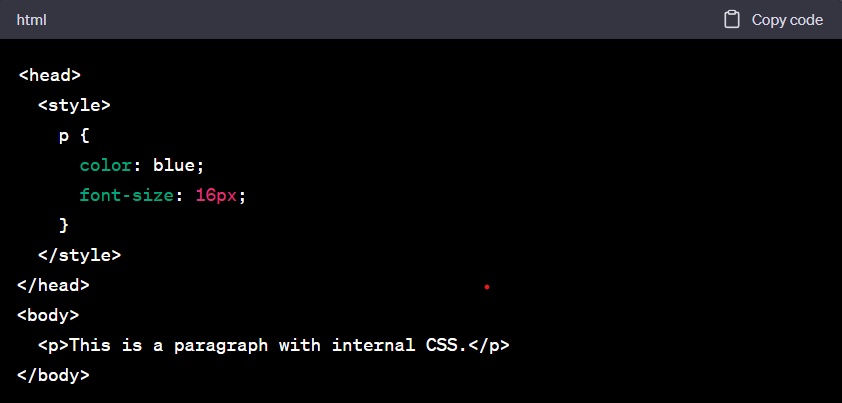 html
Copy code
<head>
  <style>
    p {
      color: blue;
      font-size: 16px;
    }
  </style>
</head>
<body>
  <p>This is a paragraph with internal CSS.</p>
</body>